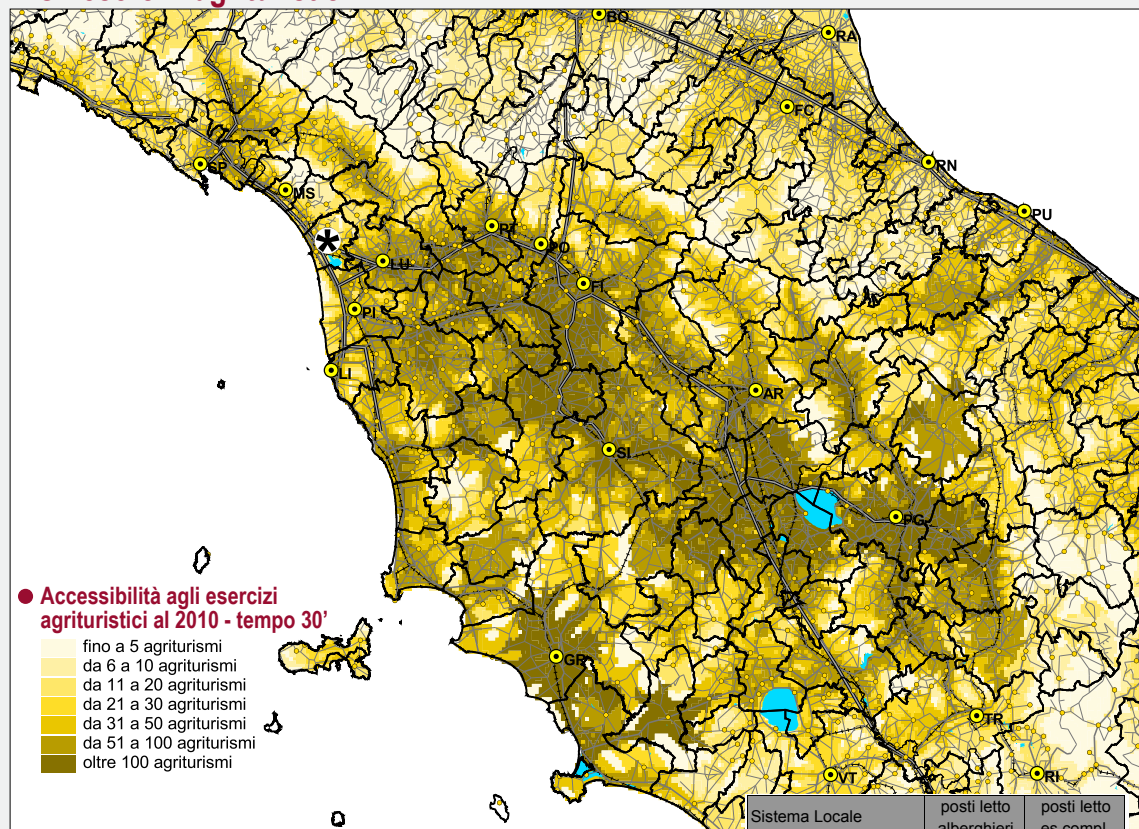 BO
RA
FC
SP
RN
MS
PU
PT
PO
LU
FI
PI
LI
AR
SI
PG
Accessibilità agli esercizi
agrituristici al 2010 - tempo 30'
fino a 5 agriturismi
da 6 a 10 agriturismi
da 11 a 20 agriturismi
da 21 a 30 agriturismi
da 31 a 50 agriturismi
da 51 a 100 agriturismi
oltre 100 agriturismi
GR
TR
VT
RI
Sistema Locale
posti letto
alberghieri
posti letto
es.compl.